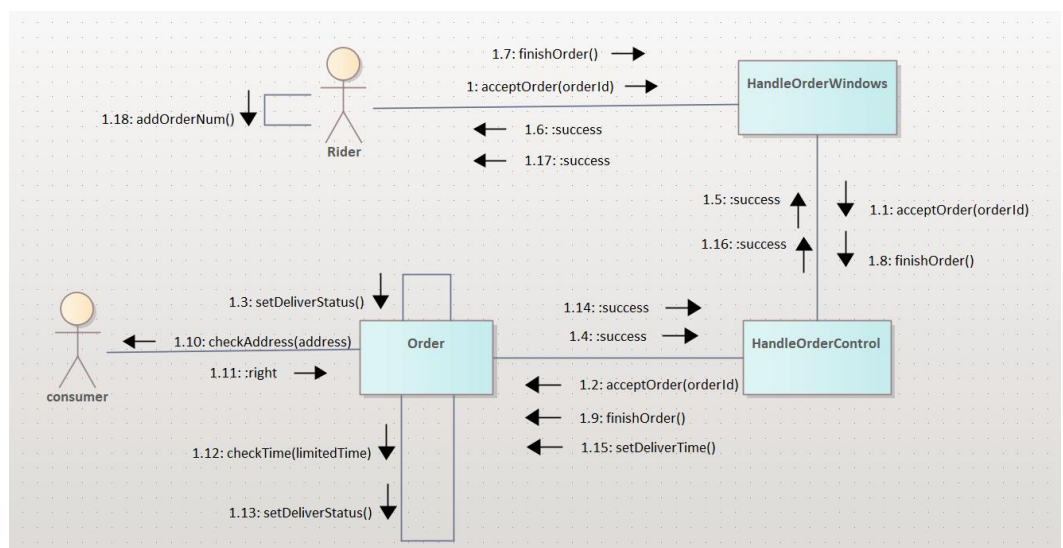 1.7: finishOrder()
1: acceptOrder(orderId)
HandleOrderWindows
1.18: addOrderNum()
1.6: :success
Rider
1.17: :success
1.5: :success
1.1: acceptOrder(orderId)
1.16: :success
1.8: finishOrder()
1.3: setDeliverStatus()
1.14: :success
1.10: checkAddress(address)
Order
1.4: :success
HandleOrderControl
1.11: :right
consumer
1.2: acceptOrder(orderId)
1.9: finishOrder()
1.12: checkTime(limitedTime)
1.15: setDeliverTime()
1.13: setDeliverStatus()